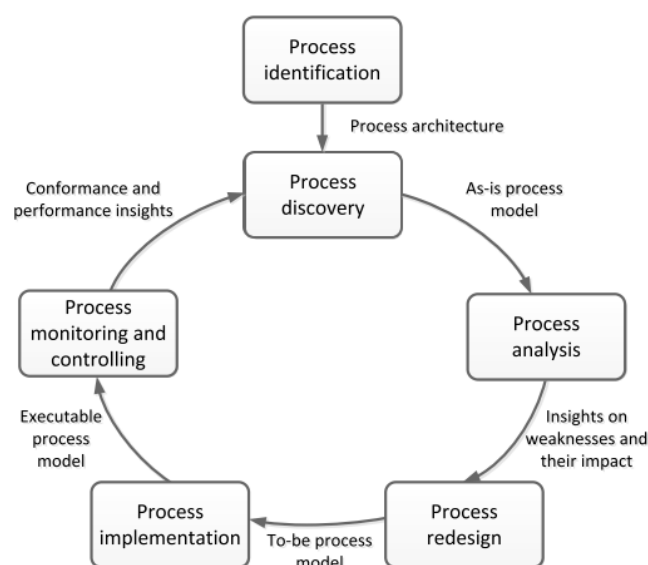 Process
identification
Process architecture
Process
discovery
As-is process
model
Process
analysis
Insights on
weaknesses and
their impact
Process
redesign
To-be process
model
Process
implementation
Executable
process
model
Process
monitoring and
controlling
Conformance and
performance insights